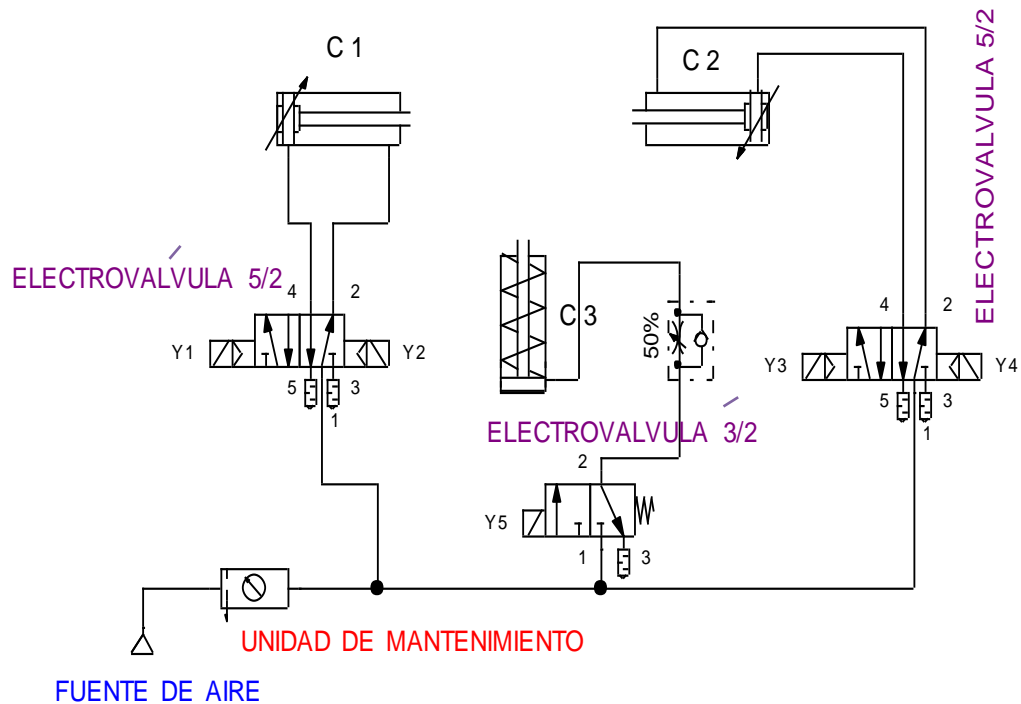 C 1
C 2
ELECTROVALVULA 5/2
ELECTROVALVULA 5/2
4
2
C 3
50%
4
2
Y1
Y2
Y3
Y4
5
3
1
5
3
1
ELECTROVALVULA 3/2
2
Y5
1
3
UNIDAD DE MANTENIMIENTO
FUENTE DE AIRE